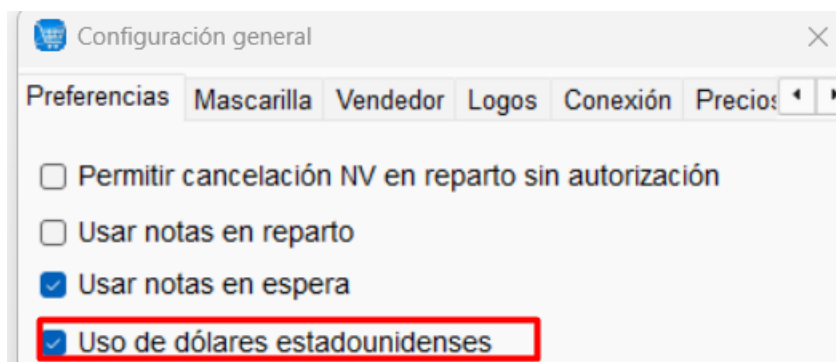 Configuración general
Preferencias Mascarilla Vendedor Logos Conexión Precios
Permitir cancelación NV en reparto sin autorización
Usar notas en reparto
Usar notas en espera
Uso de dólares estadounidenses